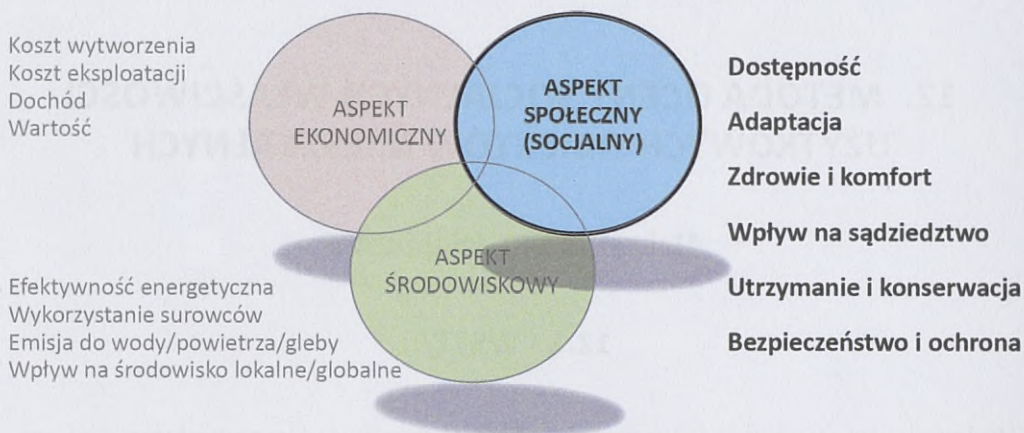 Koszt wytworzenia
Koszt eksploatacji
Dochód
Wartość
ASPEKT
EKONOMICZNY
ASPEKT
SPOŁECZNY
(SOCJALNY)
Dostępność
Adaptacja
Zdrowie i komfort
Wpływ na sądziedztwo
Utrzymanie i konserwacja
Bezpieczeństwo i ochrona
ASPEKT
ŚRODOWISKOWY
Efektywność energetyczna
Wykorzystanie surowców
Emisja do wody/powietrza/gleby
Wpływ na środowisko lokalne/globalne